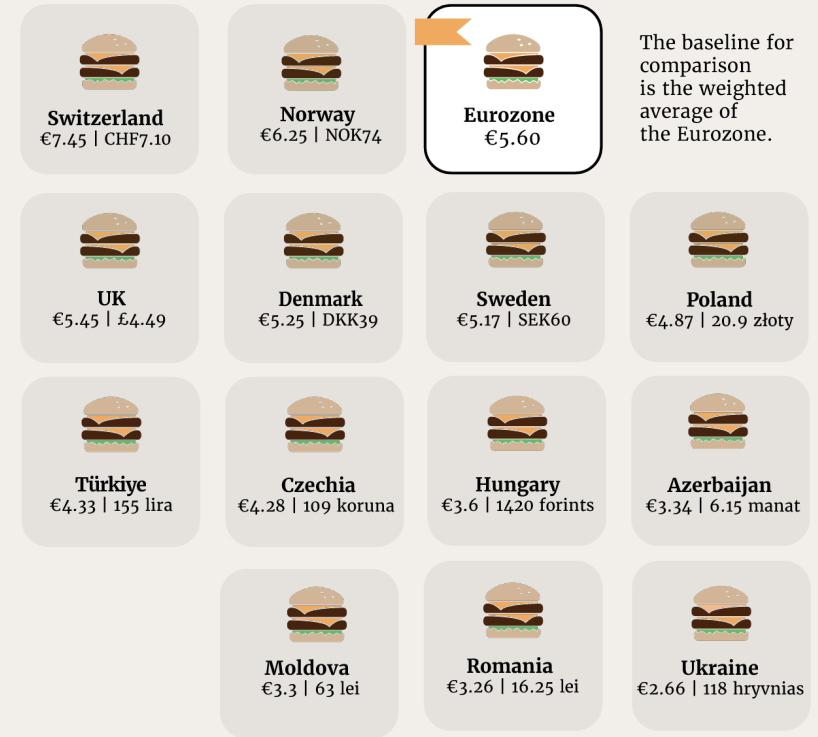 Switzerland
€7.45 | CHF7.10
Norway
€6.25 | NOK74
Eurozone
€5.60
The baseline for
comparison
is the weighted
average of
the Eurozone.
UK
€5.45 | £4.49
Denmark
€5.25 | DKK39
Sweden
€5.17 | SEK60
Poland
€4.87 | 20.9 złoty
Türkiye
€4.33 | 155 lira
Czechia
€4.28 | 109 koruna
Hungary
€3.6 | 1420 forints
Azerbaijan
€3.34 | 6.15 manat
Moldova
€3.3 | 63 lei
Romania
€3.26 | 16.25 lei
Ukraine
€2.66 | 118 hryvnias